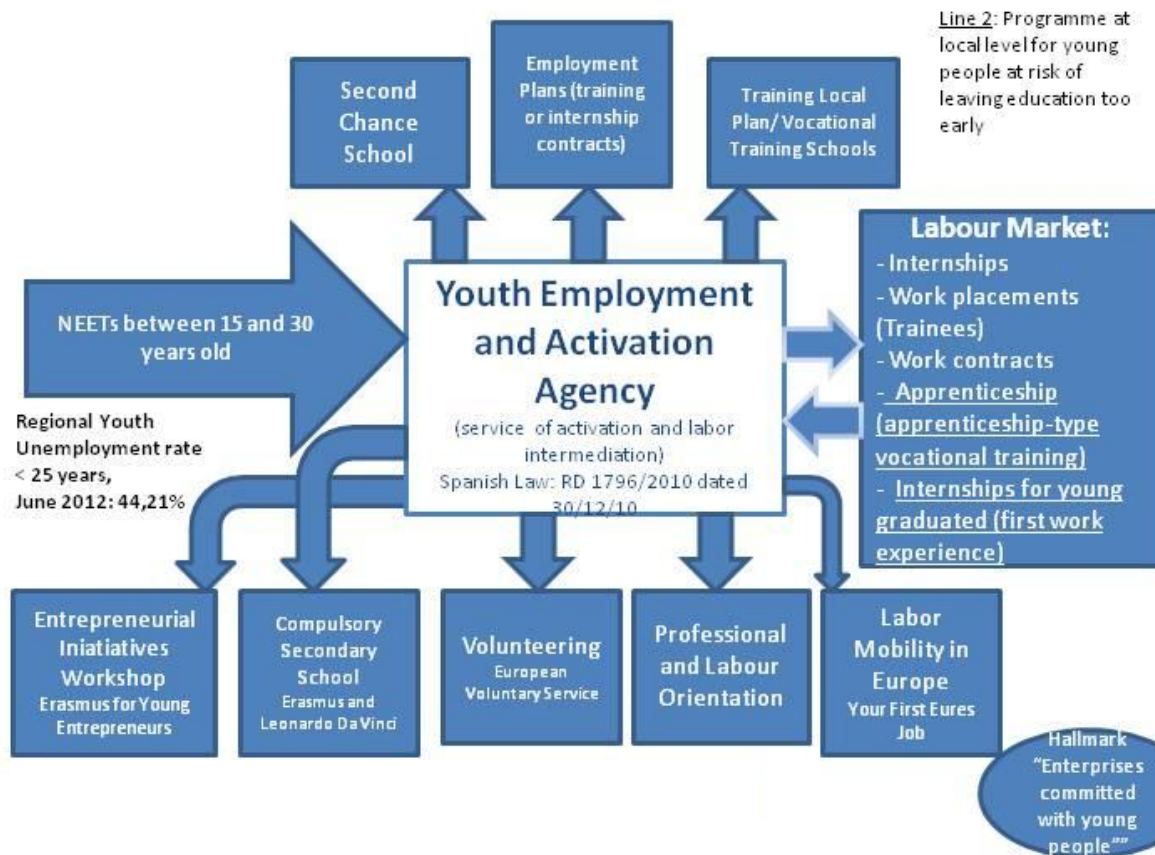 Line 2: Programme at
local level for young
people at risk of
leaving education too
early
Second
Chance
School
Employment
Plans (training
or internship
contracts)
Training Local
Plan/ Vocational
Training Schools
NEETs between 15 and 30
years old
Regional Youth
Unemployment rate
< 25 years,
June 2012: 44,21%
Youth Employment
and Activation
Agency
(service of activation and labor
intermediation)
Spanish Law: RD 1796/2010 dated
30/12/10
Labour Market:
- Internships
- Work placements
(Trainees)
- Work contracts
- Apprenticeship
(apprenticeship-type
vocational training)
- Internships for young
graduated (first work
experience)
Entrepreneurial
Iniatiatives
Workshop
Erasmus for Young
Entrepreneurs
Compulsory
Secondary
School
Erasmus and
Leonardo Da Vinci
Volunteering
European
Voluntary Service
Professional
and Labour
Orientation
Labor
Mobility in
Europe
Your First Eures
Job
Hallmark
"Enterprises
committed
with young
people""